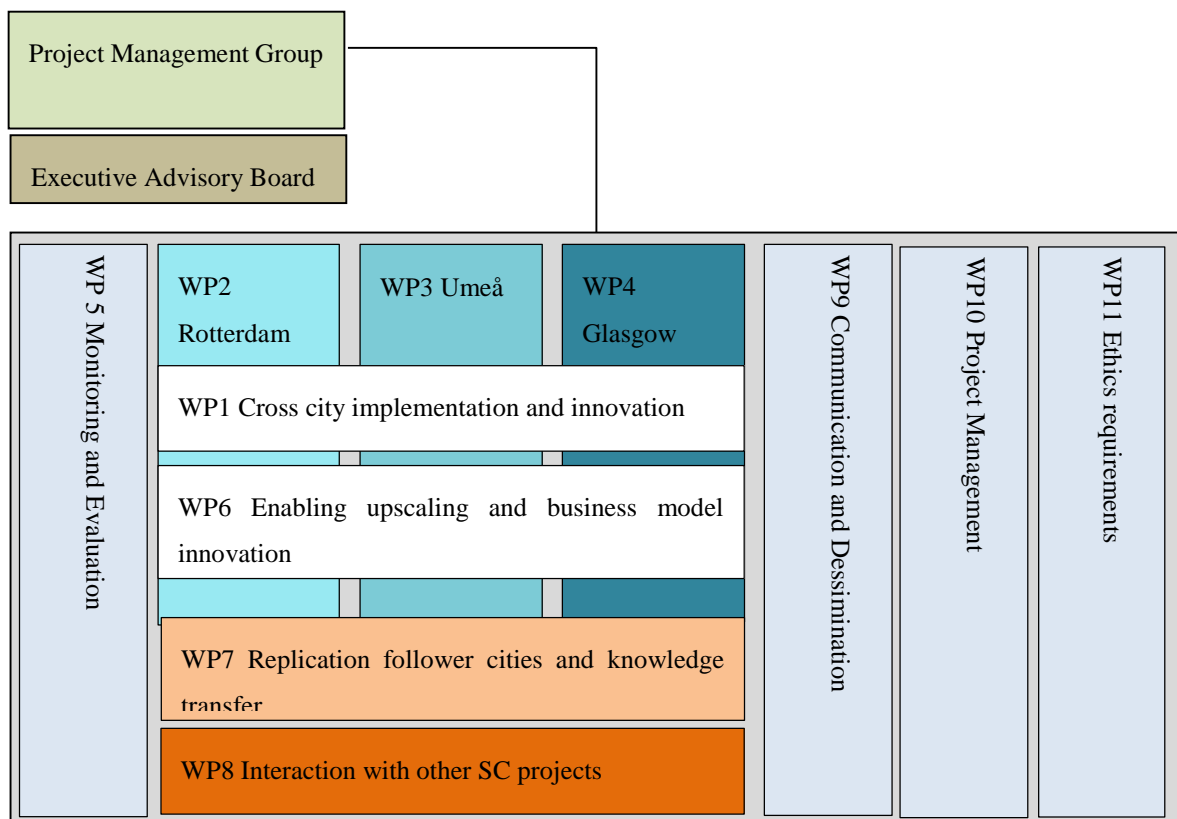 Project Management Group
Executive Advisory Board
WP 5 Monitoring and Evaluation
WP2
Rotterdam
WP3 Umeå
WP4
Glasgow
WP1 Cross city implementation and innovation
WP6 Enabling upscaling and business model
innovation
WP7 Replication follower cities and knowledge
transfer
WP8 Interaction with other SC projects
WP9 Communication and Dessimination
WP10 Project Management
WP11 Ethics requirements